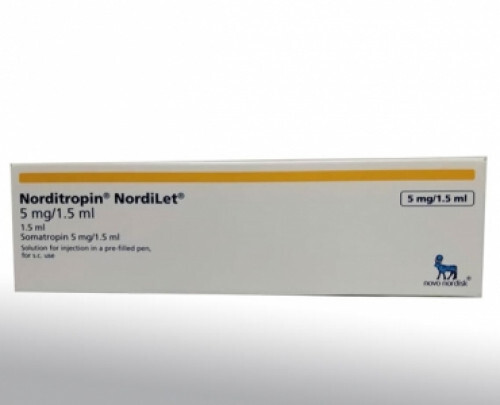 Norditropin® NordiLet®
5 mg/1.5 ml
5 mg/1.5 ml
1.5 ml
Somatropin 5 mg/1.5 ml
Solution for injection in a pre-filled pen,
for s.c. use
novo nordisk®